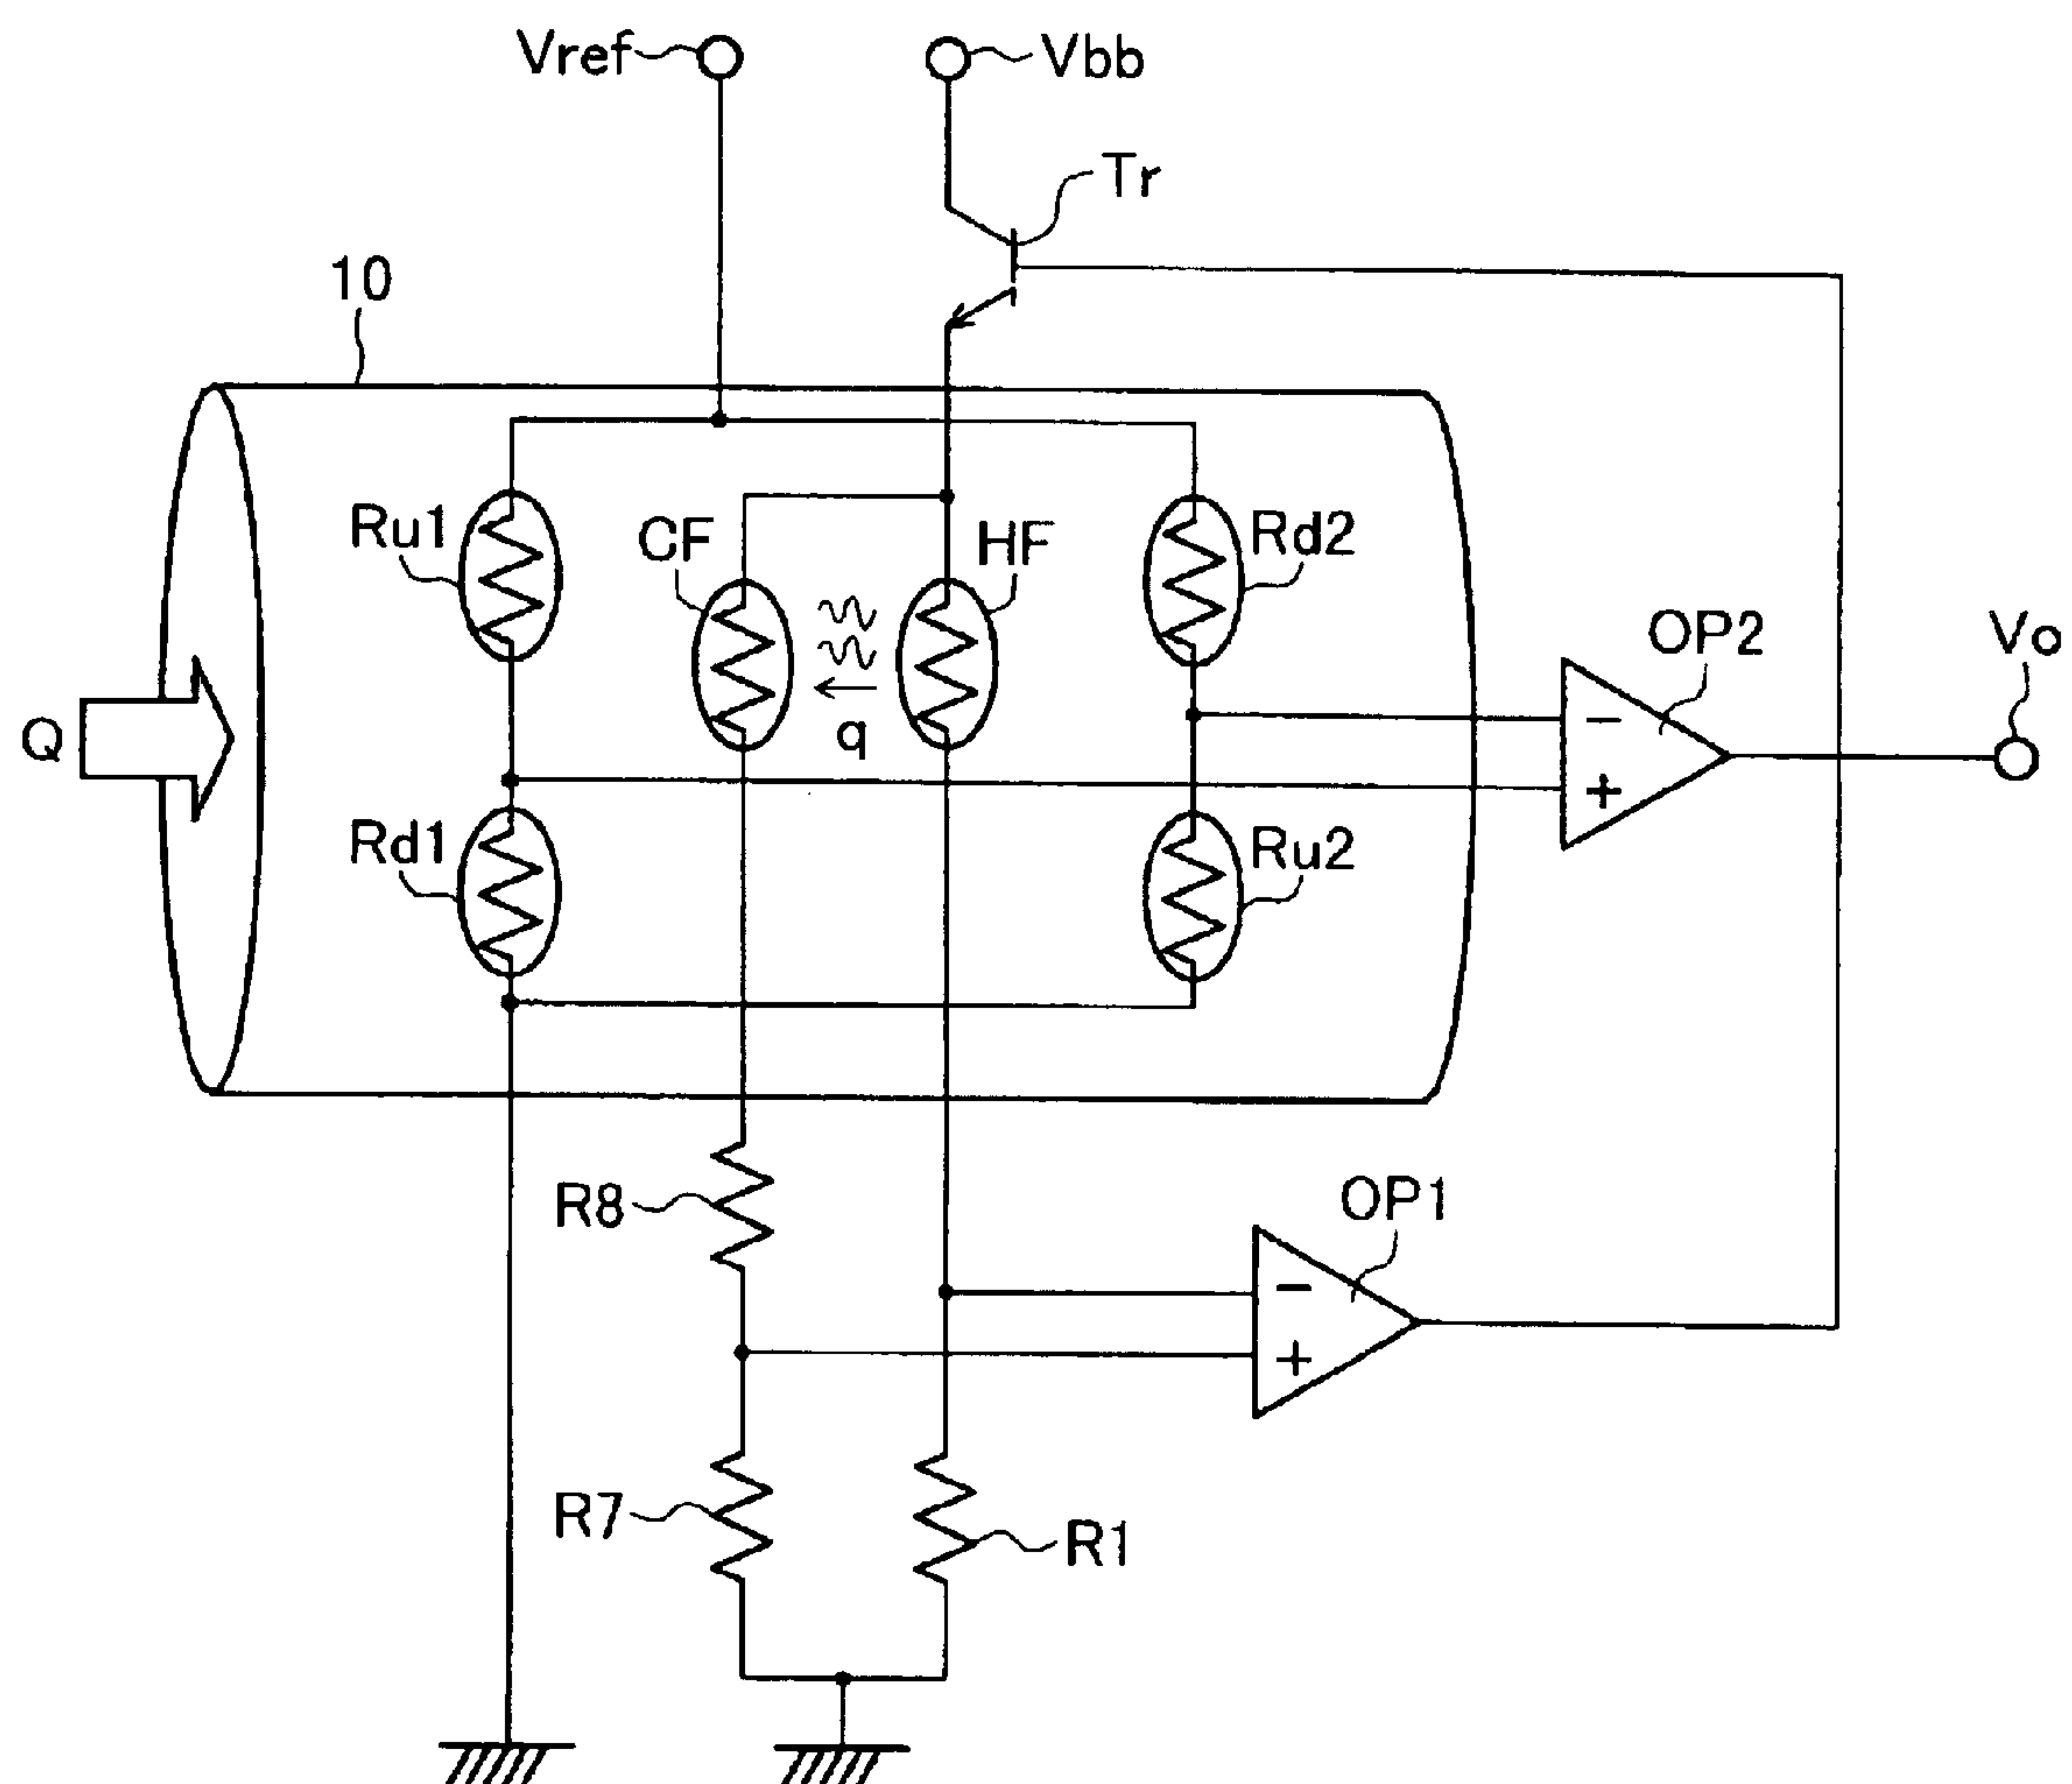 Vref
Vbb
Tr
10
Ru1
CF
HF
Rd2
OP2
Vo
Q
q
−
+
Rd1
Ru2
R8
OP1
−
+
R7
R1